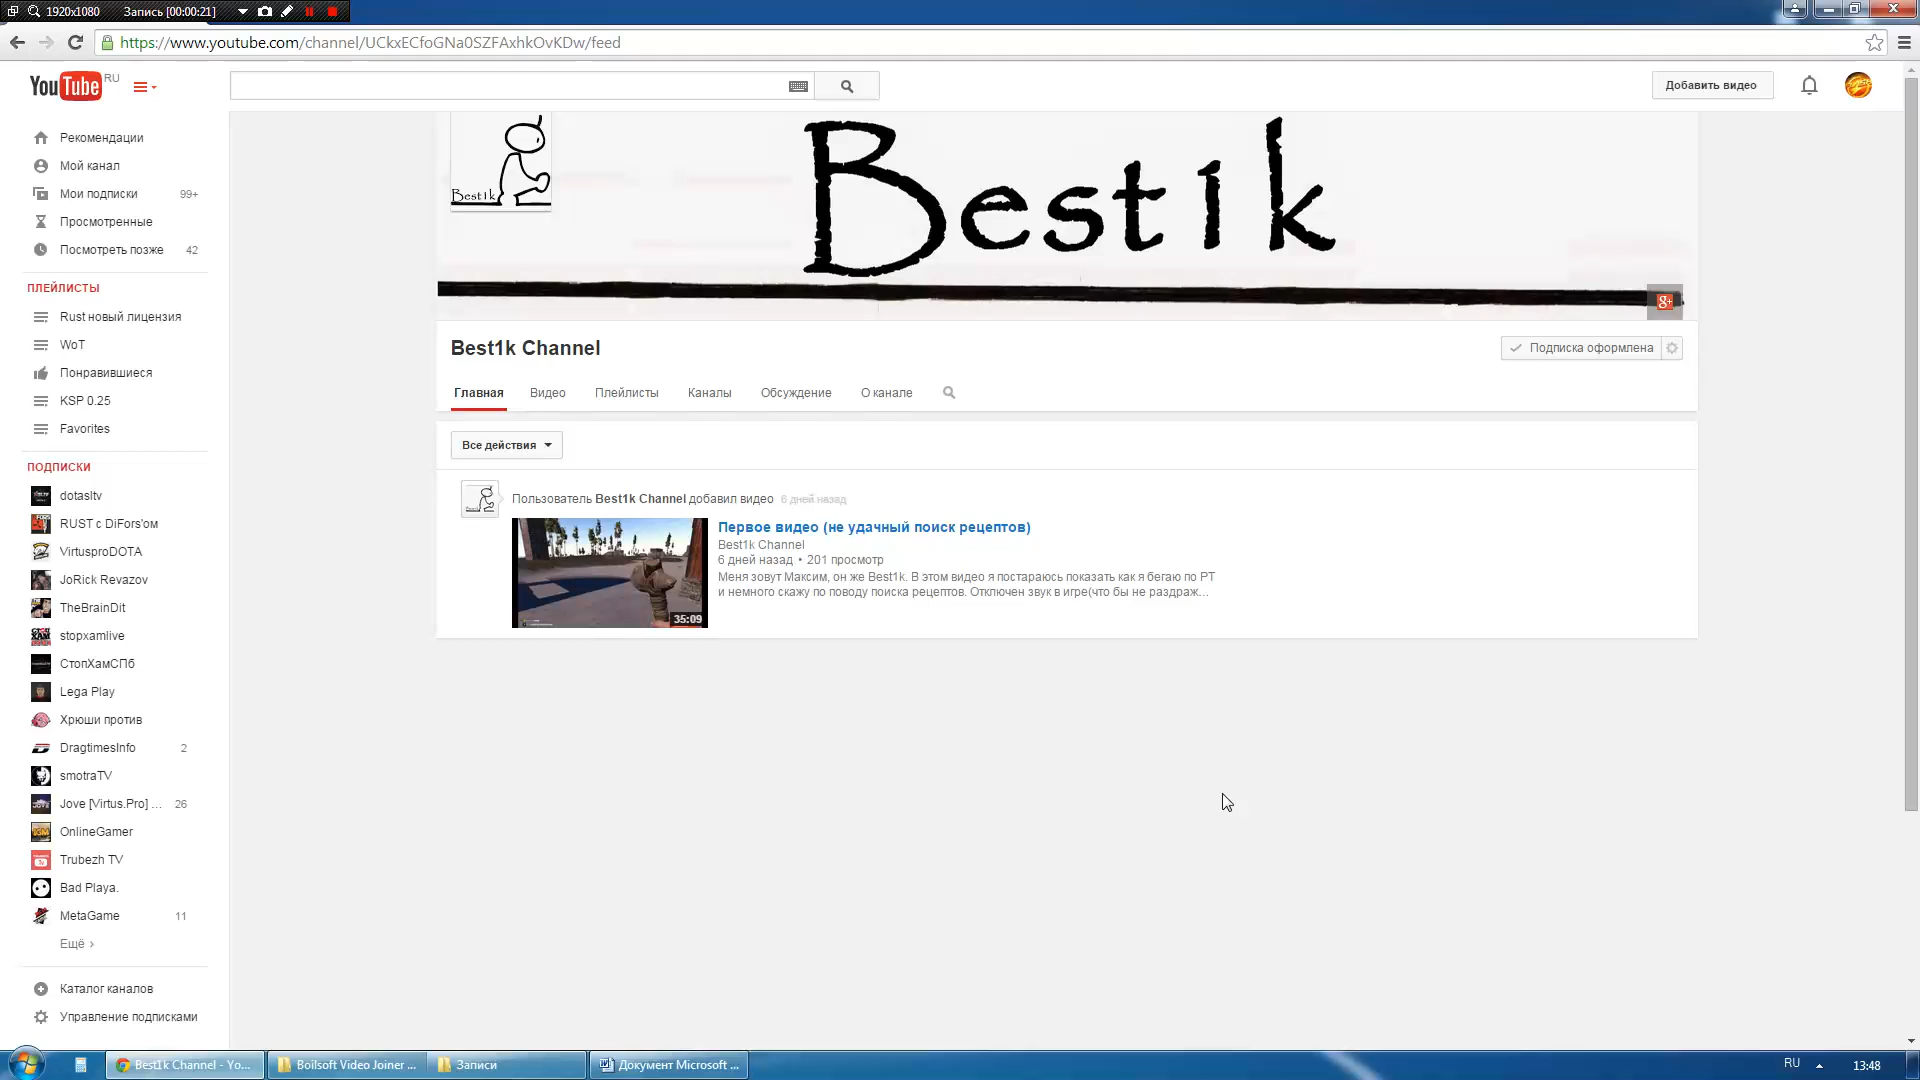 1920x1080 Запись [00:00:21]
https://www.youtube.com/channel/UCkxECfoGNa0SZFAxhkOvKDw/feed
YouTube RU
Добавить видео
Рекомендации
Мой канал
Мои подписки 99+
Просмотренные
Посмотреть позже 42
ПЛЕЙЛИСТЫ
Rust новый лицензия
WoT
Понравившиеся
KSP 0.25
Favorites
ПОДПИСКИ
dotasltv
RUST с DiFors'ом
VirtusproDOTA
JoRick Revazov
TheBrainDit
stopxamlive
СтопХамСПб
Lega Play
Хрюши против
DragtimesInfo 2
smotraTV
Jove [Virtus.Pro] ... 26
OnlineGamer
Trubezh TV
Bad Playa.
MetaGame 11
Ещё ›
Каталог каналов
Управление подписками
Best1k
Best1k
g+
Best1k Channel
Подписка оформлена
Главная Видео Плейлисты Каналы Обсуждение О канале
Все действия
Пользователь Best1k Channel добавил видео 6 дней назад
35:09
Первое видео (не удачный поиск рецептов)
Best1k Channel
6 дней назад • 201 просмотр
Меня зовут Максим, он же Best1k. В этом видео я постараюсь показать как я бегаю по РТ
и немного скажу по поводу поиска рецептов. Отключен звук в игре(что бы не раздраж...
Best1k Channel - Yo...
Boilsoft Video Joiner ...
Записи
Документ Microsoft ...
RU
13:48